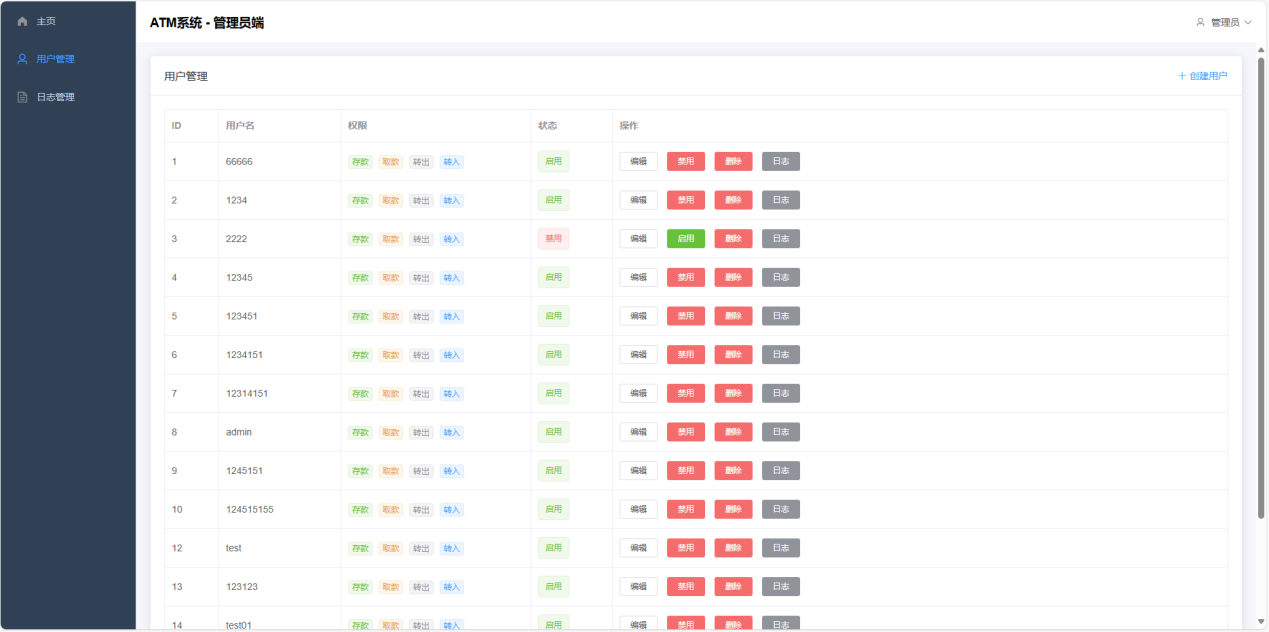 主页
ATM系统 - 管理员端
管理员
用户管理
日志管理
用户管理
创建用户
ID 用户名 权限 状态 操作
1 66666 存款 取款 转出 转入 启用 编辑 禁用 删除 日志
2 1234 存款 取款 转出 转入 启用 编辑 禁用 删除 日志
3 2222 存款 取款 转出 转入 禁用 编辑 启用 删除 日志
4 12345 存款 取款 转出 转入 启用 编辑 禁用 删除 日志
5 123451 存款 取款 转出 转入 启用 编辑 禁用 删除 日志
6 1234151 存款 取款 转出 转入 启用 编辑 禁用 删除 日志
7 12314151 存款 取款 转出 转入 启用 编辑 禁用 删除 日志
8 admin 存款 取款 转出 转入 启用 编辑 禁用 删除 日志
9 1245151 存款 取款 转出 转入 启用 编辑 禁用 删除 日志
10 124515155 存款 取款 转出 转入 启用 编辑 禁用 删除 日志
12 test 存款 取款 转出 转入 启用 编辑 禁用 删除 日志
13 123123 存款 取款 转出 转入 启用 编辑 禁用 删除 日志
14 test01 存款 取款 转出 转入 启用 编辑 禁用 删除 日志